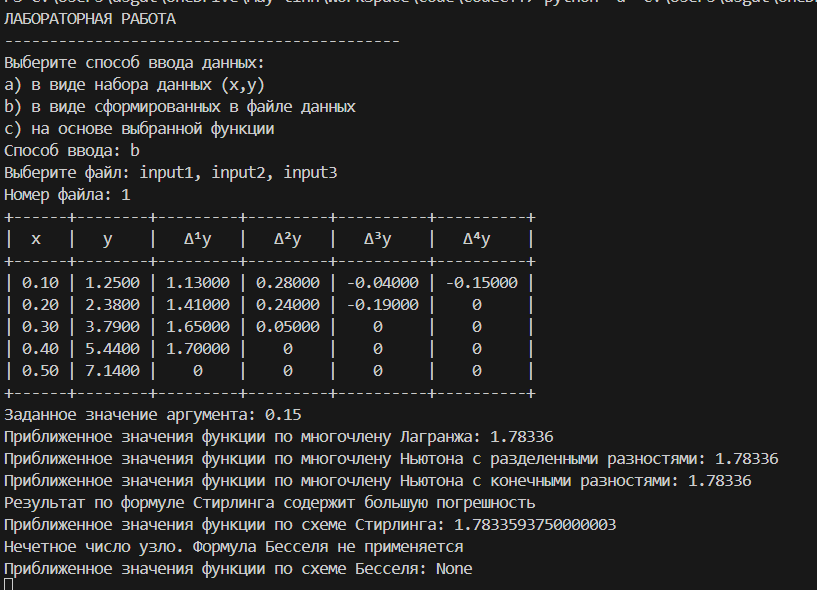 ЛАБОРАТОРНАЯ РАБОТА
--------------------------------------------
Выберите способ ввода данных:
a) в виде набора данных (x,y)
b) в виде сформированных в файле данных
c) на основе выбранной функции
Способ ввода: b
Выберите файл: input1, input2, input3
Номер файла: 1
+------+--------+---------+---------+----------+----------+
|  x   |   y    |   Δ¹y   |   Δ²y   |   Δ³y    |   Δ⁴y    |
+------+--------+---------+---------+----------+----------+
| 0.10 | 1.2500 | 1.13000 | 0.28000 | -0.04000 | -0.15000 |
| 0.20 | 2.3800 | 1.41000 | 0.24000 | -0.19000 |    0     |
| 0.30 | 3.7900 | 1.65000 | 0.05000 |    0     |    0     |
| 0.40 | 5.4400 | 1.70000 |    0    |    0     |    0     |
| 0.50 | 7.1400 |    0    |    0    |    0     |    0     |
+------+--------+---------+---------+----------+----------+
Заданное значение аргумента: 0.15
Приближенное значения функции по многочлену Лагранжа: 1.78336
Приближенное значения функции по многочлену Ньютона с разделенными разностями: 1.78336
Приближенное значения функции по многочлену Ньютона с конечными разностями: 1.78336
Результат по формуле Стирлинга содержит большую погрешность
Приближенное значения функции по схеме Стирлинга: 1.7833593750000003
Нечетное число узло. Формула Бесселя не применяется
Приближенное значения функции по схеме Бесселя: None